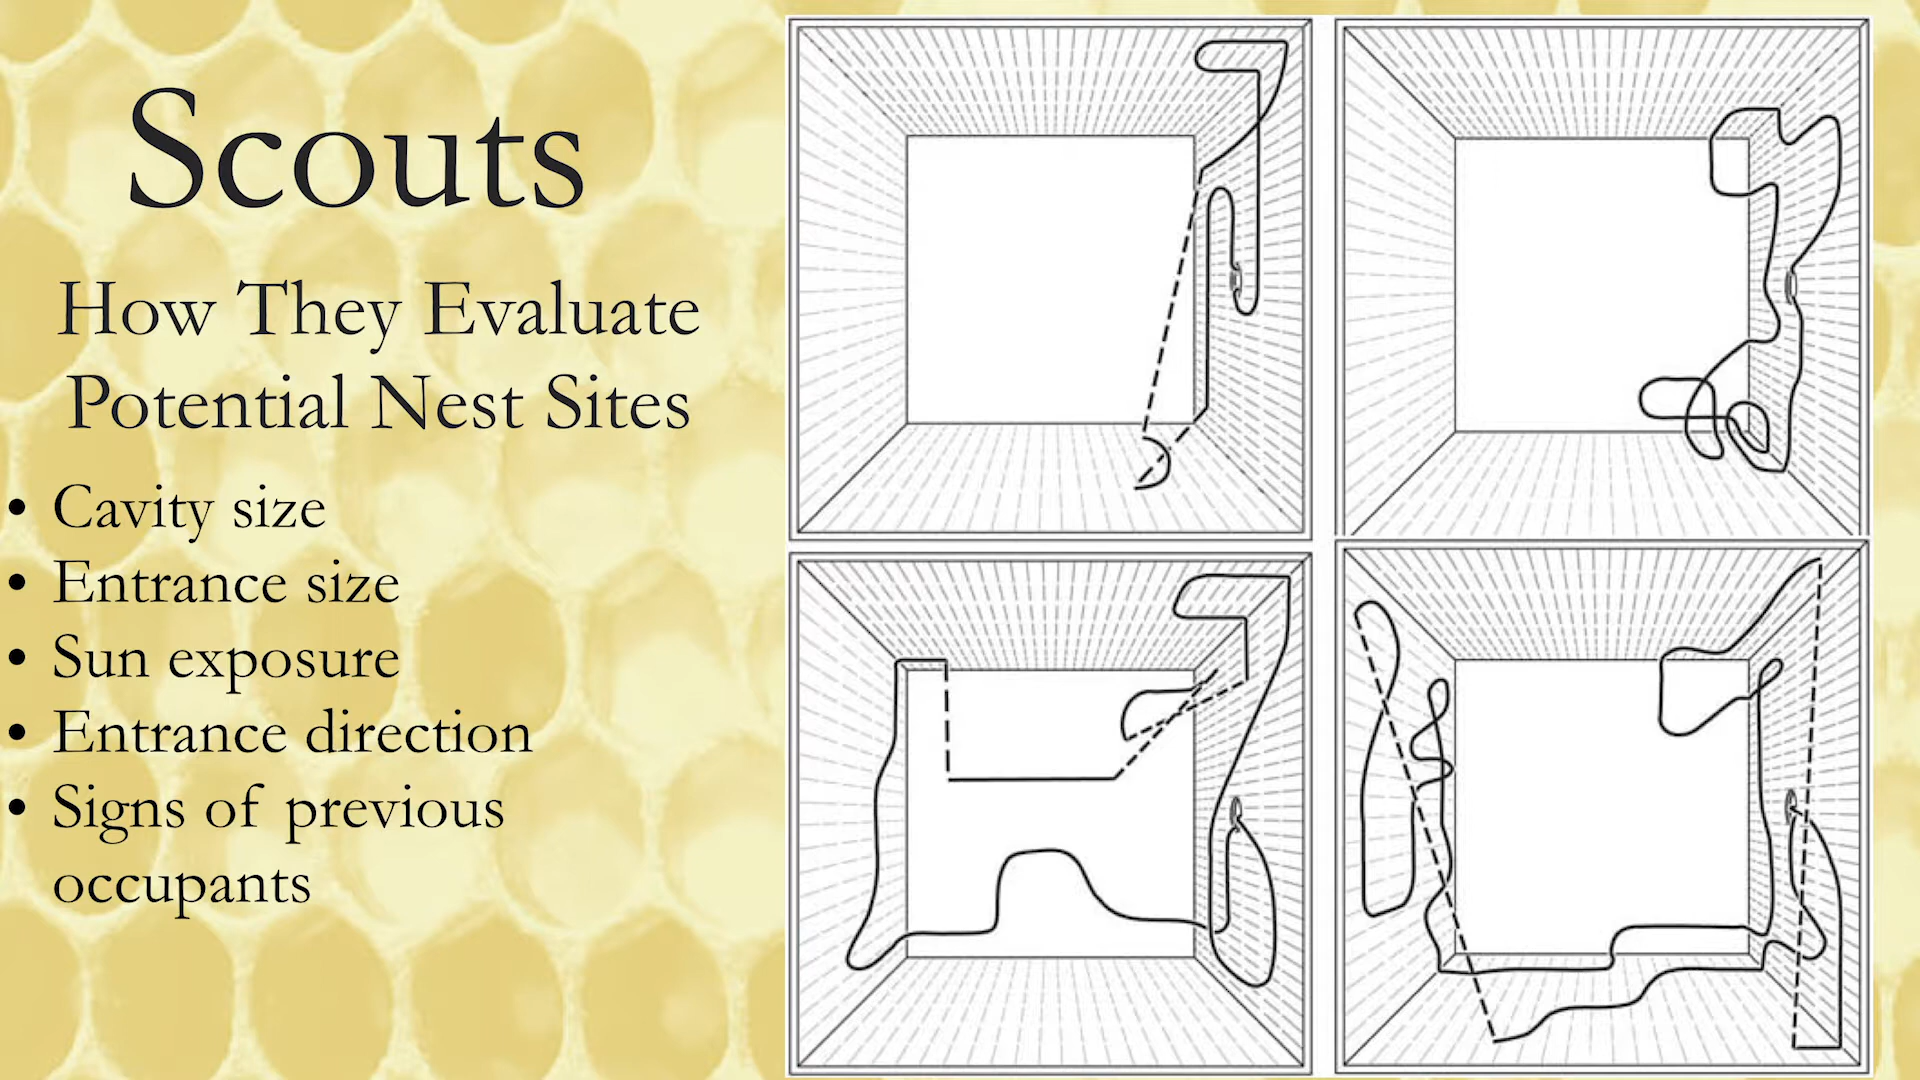 Scouts
How They Evaluate
Potential Nest Sites
• Cavity size
• Entrance size
• Sun exposure
• Entrance direction
• Signs of previous
occupants